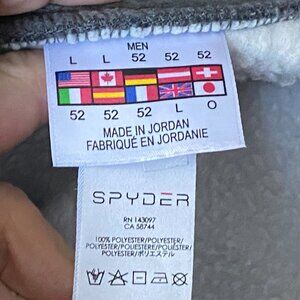 MEN
L L 52 52 52
52 52 52 L O
MADE IN JORDAN
FABRIQUÉ EN JORDANIE
SPYDER
RN 143097
CA 58744
100% POLYESTER/POLYESTER/
POLYESTER/POLIESTERE/POLIESTER/
POLYESTER/ポリエステル